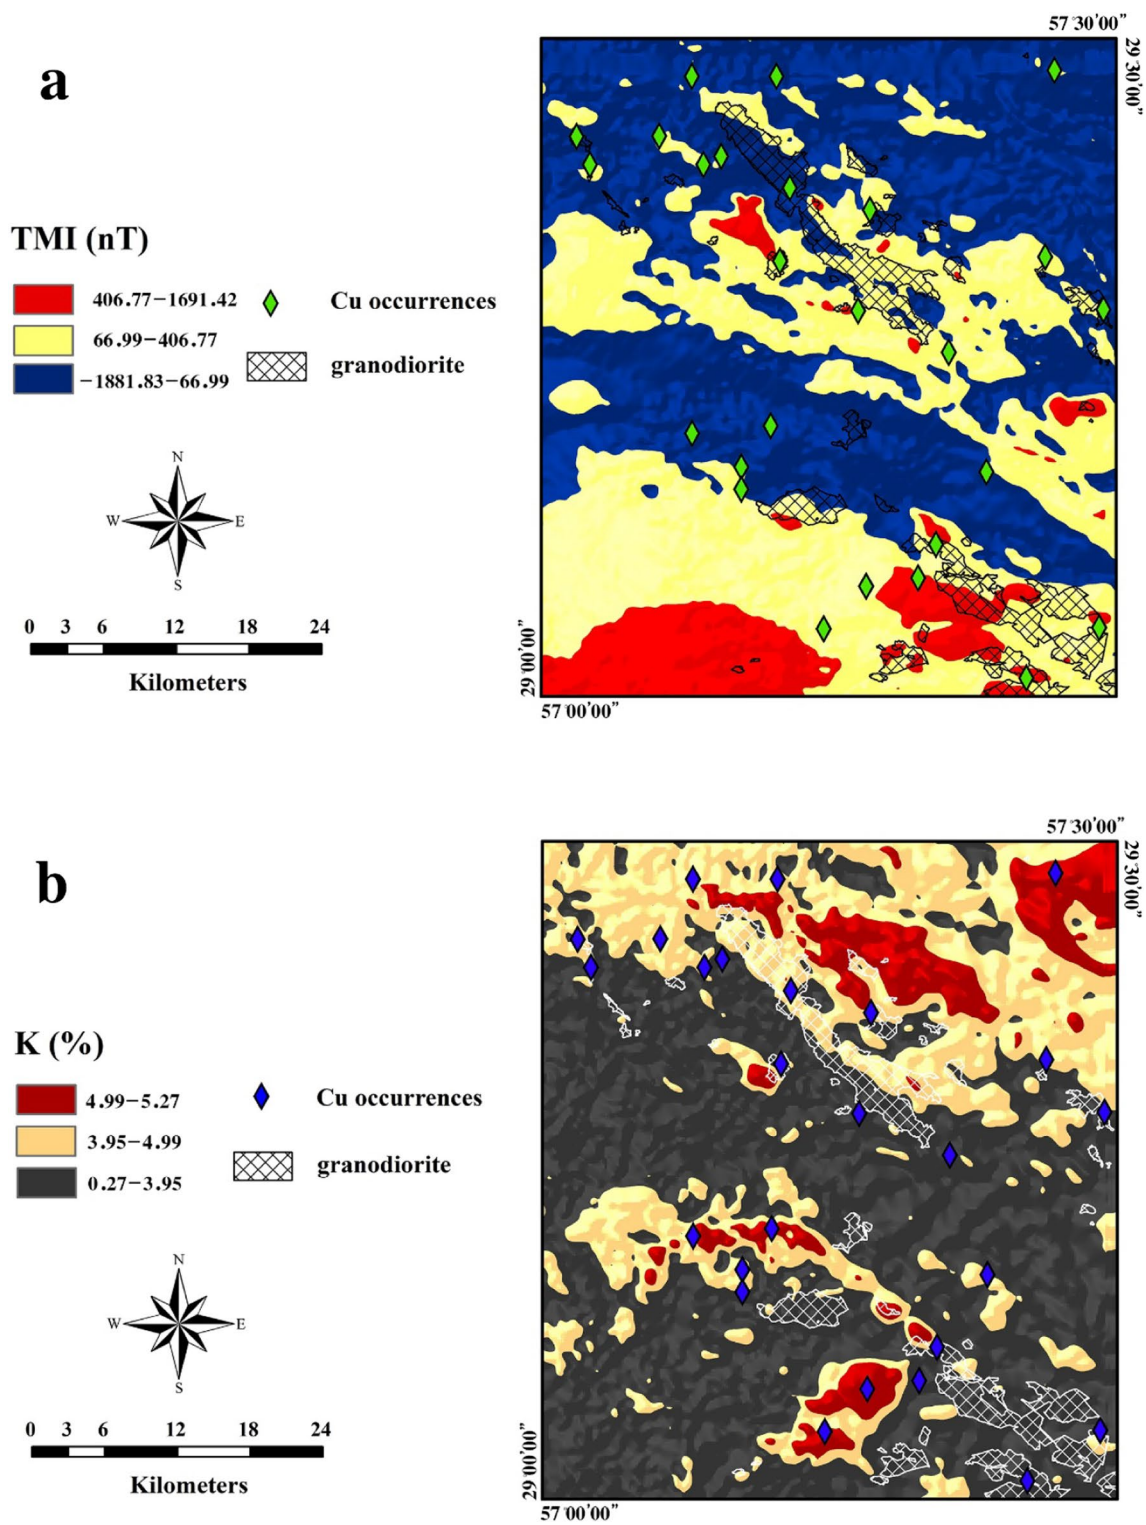 a
57°30'00"
29°30'00"
TMI (nT)
406.77–1691.42
Cu occurrences
66.99–406.77
granodiorite
−1881.83–66.99
N
W
E
S
0 3 6 12 18 24
Kilometers
29°00'00"
57°00'00"
b
57°30'00"
29°30'00"
K (%)
4.99–5.27
Cu occurrences
3.95–4.99
granodiorite
0.27–3.95
N
W
E
S
0 3 6 12 18 24
Kilometers
29°00'00"
57°00'00"